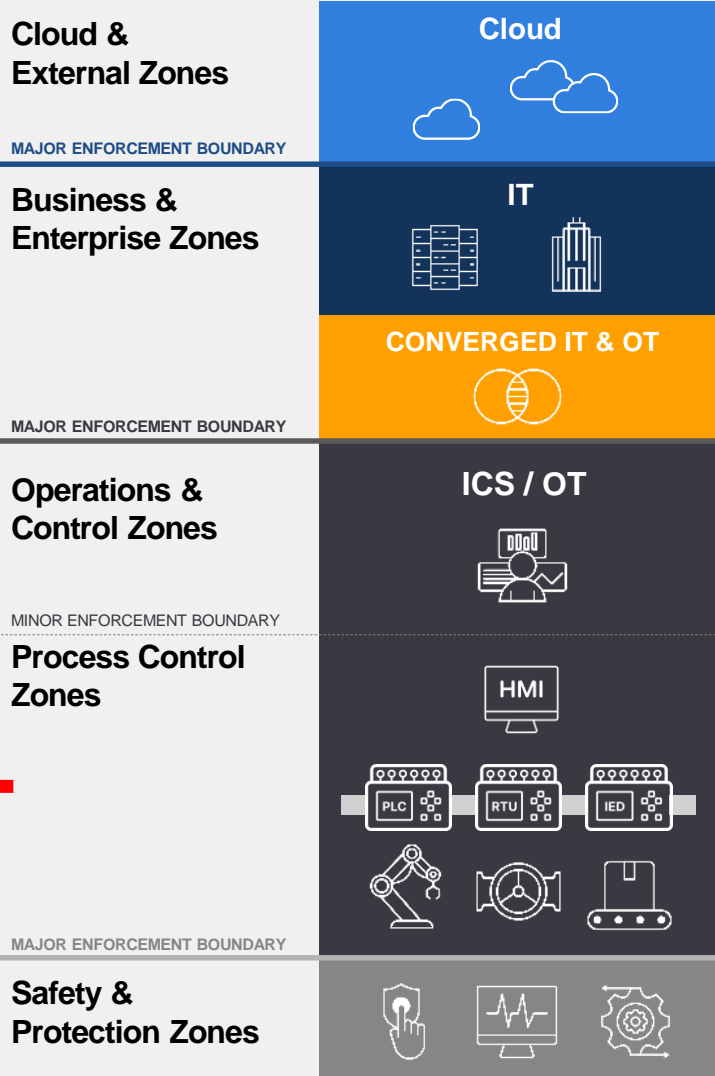 Cloud &
External Zones
Cloud
MAJOR ENFORCEMENT BOUNDARY
Business &
Enterprise Zones
IT
CONVERGED IT & OT
MAJOR ENFORCEMENT BOUNDARY
Operations &
Control Zones
ICS / OT
MINOR ENFORCEMENT BOUNDARY
Process Control
Zones
HMI
PLC
RTU
IED
MAJOR ENFORCEMENT BOUNDARY
Safety &
Protection Zones